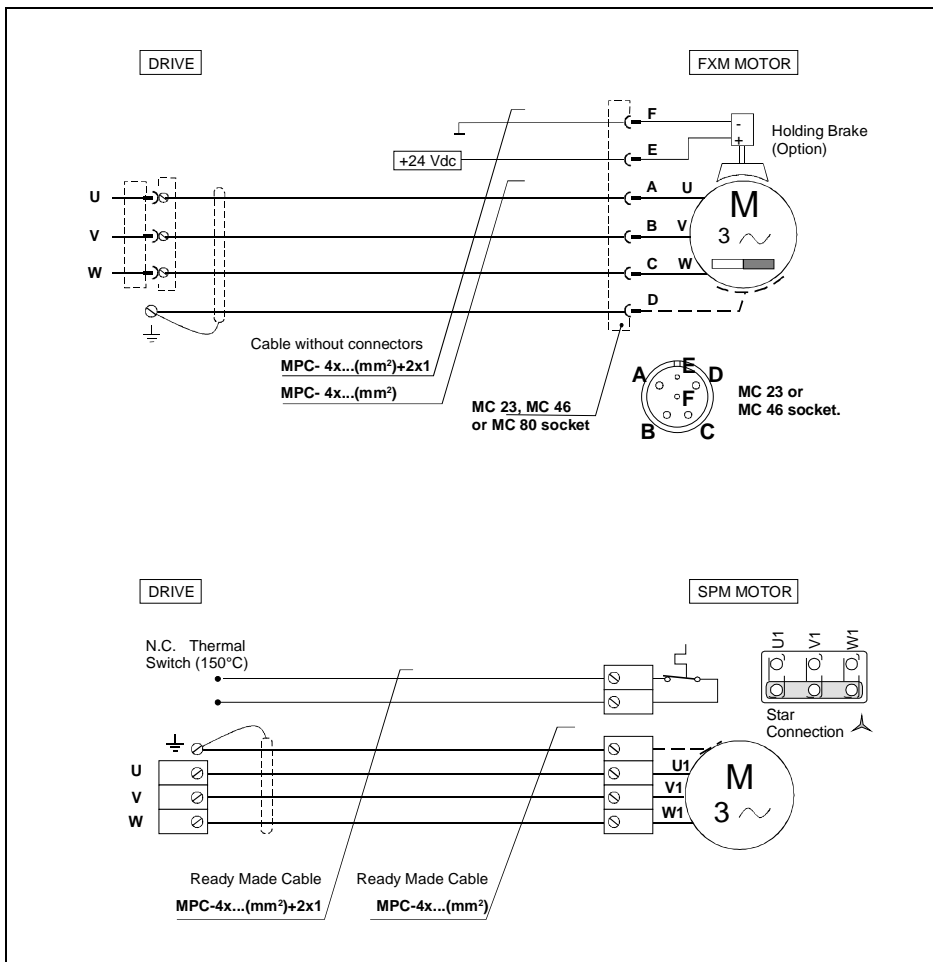 DRIVE
FXM MOTOR
F
-
+
Holding Brake
(Option)
E
+24 Vdc
U
A
U
M
V
B
V
3
W
C
W
D
Cable without connectors
MPC- 4x...(mm²)+2x1
MPC- 4x...(mm²)
MC 23, MC 46
or MC 80 socket
A
E
D
F
B
C
MC 23 or
MC 46 socket.
DRIVE
SPM MOTOR
N.C. Thermal
Switch (150°C)
U1
V1
W1
Star
Connection
U
U1
V
V1
W
W1
M
3
Ready Made Cable
MPC-4x...(mm²)+2x1
Ready Made Cable
MPC-4x...(mm²)